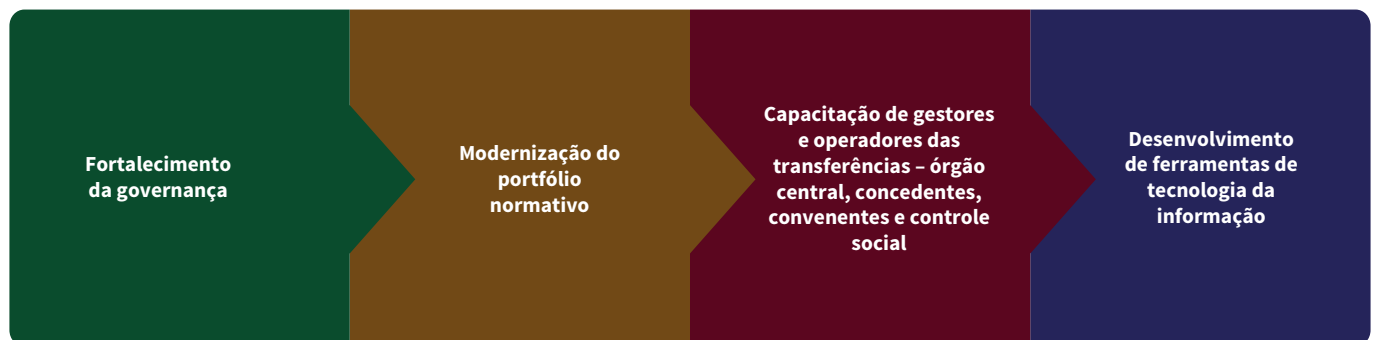 Fortalecimento
da governança
Modernização do
portfólio
normativo
Capacitação de gestores
e operadores das
transferências – órgão
central, concedentes,
convenentes e controle
social
Desenvolvimento
de ferramentas de
tecnologia da
informação